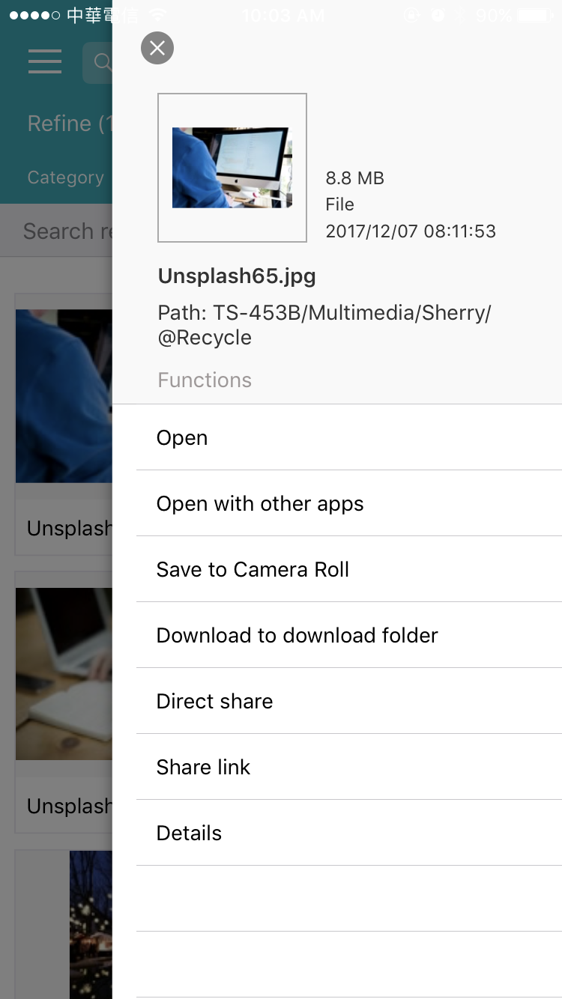 中華電信
10:03 AM
90%
Refine (1
Category
Search re
8.8 MB
File
2017/12/07 08:11:53
Unsplash65.jpg
Path: TS-453B/Multimedia/Sherry/
@Recycle
Functions
Open
Open with other apps
Save to Camera Roll
Download to download folder
Direct share
Share link
Details
Unsplash
Unsplash